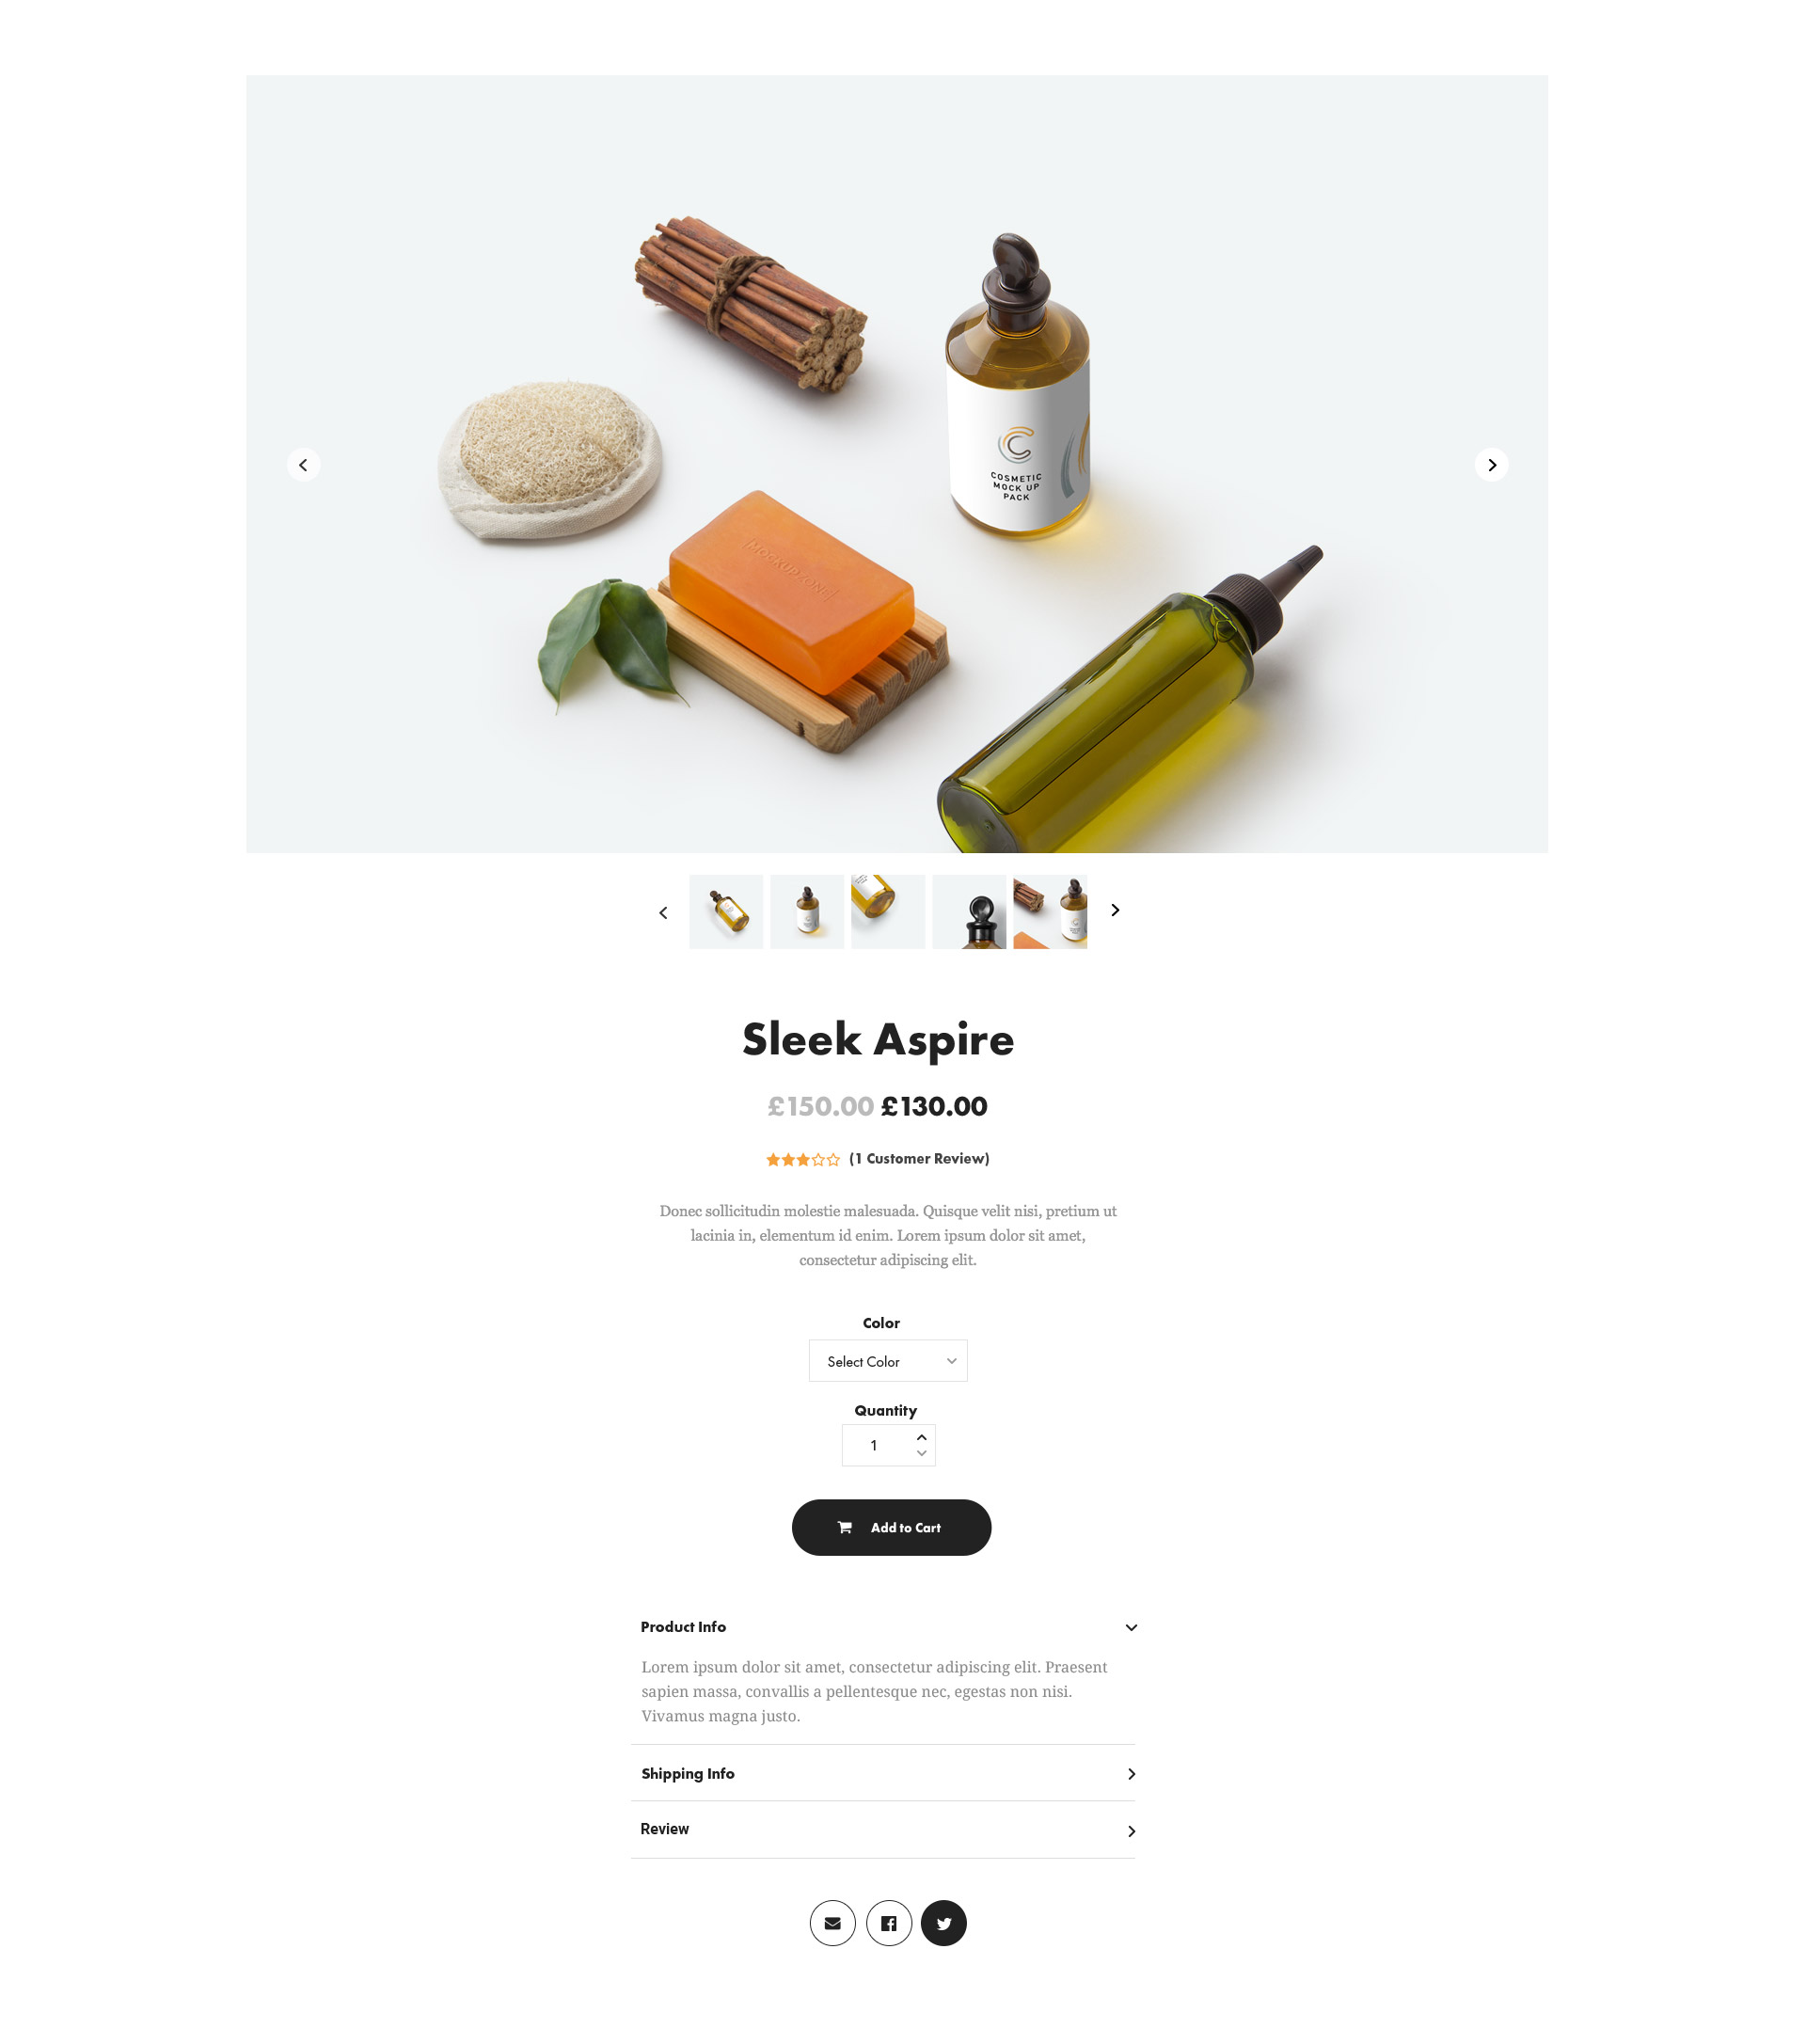 COSMETIC
MOCK UP
PACK
MOCKUP ZONE
Sleek Aspire
£150.00 £130.00
(1 Customer Review)
Donec sollicitudin molestie malesuada. Quisque velit nisi, pretium ut
lacinia in, elementum id enim. Lorem ipsum dolor sit amet,
consectetur adipiscing elit.
Color
Select Color
Quantity
1
Add to Cart
Product Info
Lorem ipsum dolor sit amet, consectetur adipiscing elit. Praesent
sapien massa, convallis a pellentesque nec, egestas non nisi.
Vivamus magna justo.
Shipping Info
Review